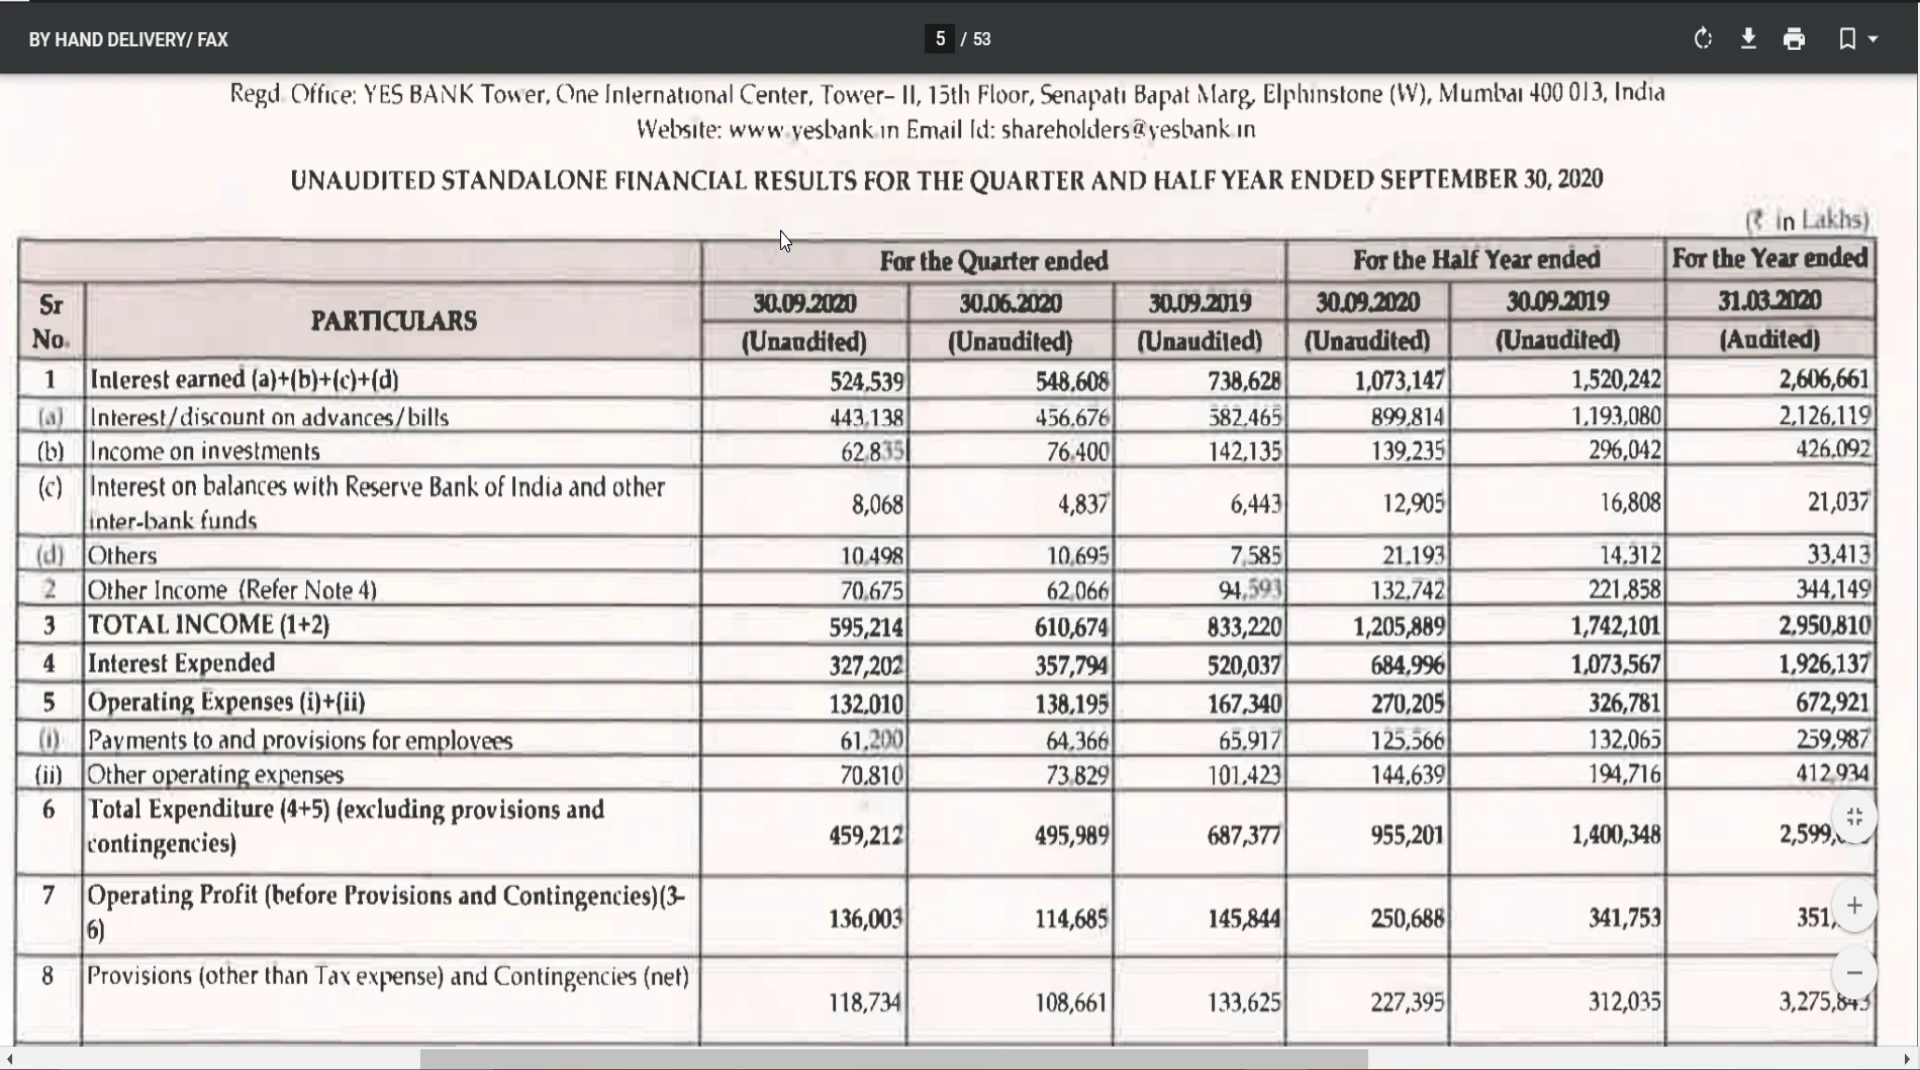 BY HAND DELIVERY/ FAX
5 / 53
Regd. Office: YES BANK Tower, One International Center, Tower- II, 15th Floor, Senapati Bapat Marg, Elphinstone (W), Mumbai 400 013, India
Website: www.yesbank.in Email Id: shareholders@yesbank.in
UNAUDITED STANDALONE FINANCIAL RESULTS FOR THE QUARTER AND HALF YEAR ENDED SEPTEMBER 30, 2020
(₹ in Lakhs)
For the Quarter ended For the Half Year ended For the Year ended
Sr No. PARTICULARS 30.09.2020 30.06.2020 30.09.2019 30.09.2020 30.09.2019 31.03.2020
(Unaudited) (Unaudited) (Unaudited) (Unaudited) (Unaudited) (Audited)
1 Interest earned (a)+(b)+(c)+(d) 524,539 548,608 738,628 1,073,147 1,520,242 2,606,661
(a) Interest/discount on advances/bills 443,138 456,676 582,465 899,814 1,193,080 2,126,119
(b) Income on investments 62,835 76,400 142,135 139,235 296,042 426,092
(c) Interest on balances with Reserve Bank of India and other
inter-bank funds 8,068 4,837 6,443 12,905 16,808 21,037
(d) Others 10,498 10,695 7,585 21,193 14,312 33,413
2 Other Income (Refer Note 4) 70,675 62,066 94,593 132,742 221,858 344,149
3 TOTAL INCOME (1+2) 595,214 610,674 833,220 1,205,889 1,742,101 2,950,810
4 Interest Expended 327,202 357,794 520,037 684,996 1,073,567 1,926,137
5 Operating Expenses (i)+(ii) 132,010 138,195 167,340 270,205 326,781 672,921
(i) Payments to and provisions for employees 61,200 64,366 65,917 125,566 132,065 259,987
(ii) Other operating expenses 70,810 73,829 101,423 144,639 194,716 412,934
6 Total Expenditure (4+5) (excluding provisions and
contingencies) 459,212 495,989 687,377 955,201 1,400,348 2,599,
7 Operating Profit (before Provisions and Contingencies)(3-
6) 136,003 114,685 145,844 250,688 341,753 351,
8 Provisions (other than Tax expense) and Contingencies (net)
118,734 108,661 133,625 227,395 312,035 3,275,843